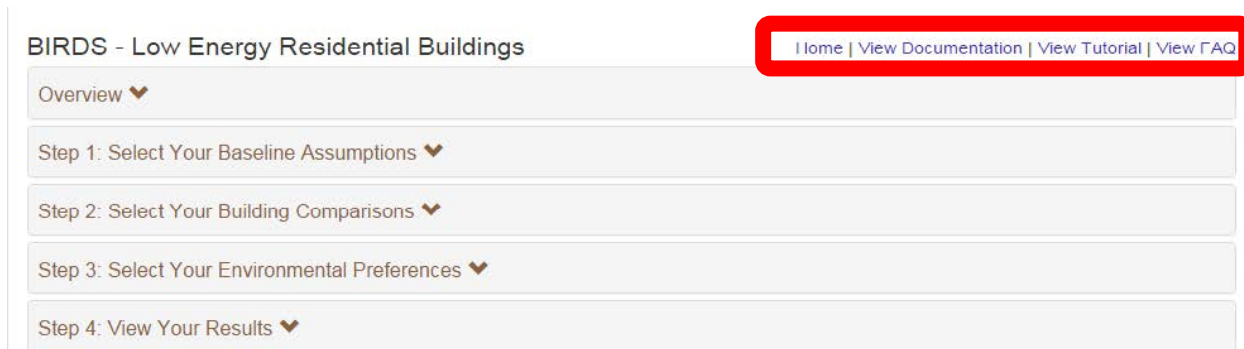 BIRDS - Low Energy Residential Buildings
Home | View Documentation | View Tutorial | View FAQ
Overview
Step 1: Select Your Baseline Assumptions
Step 2: Select Your Building Comparisons
Step 3: Select Your Environmental Preferences
Step 4: View Your Results